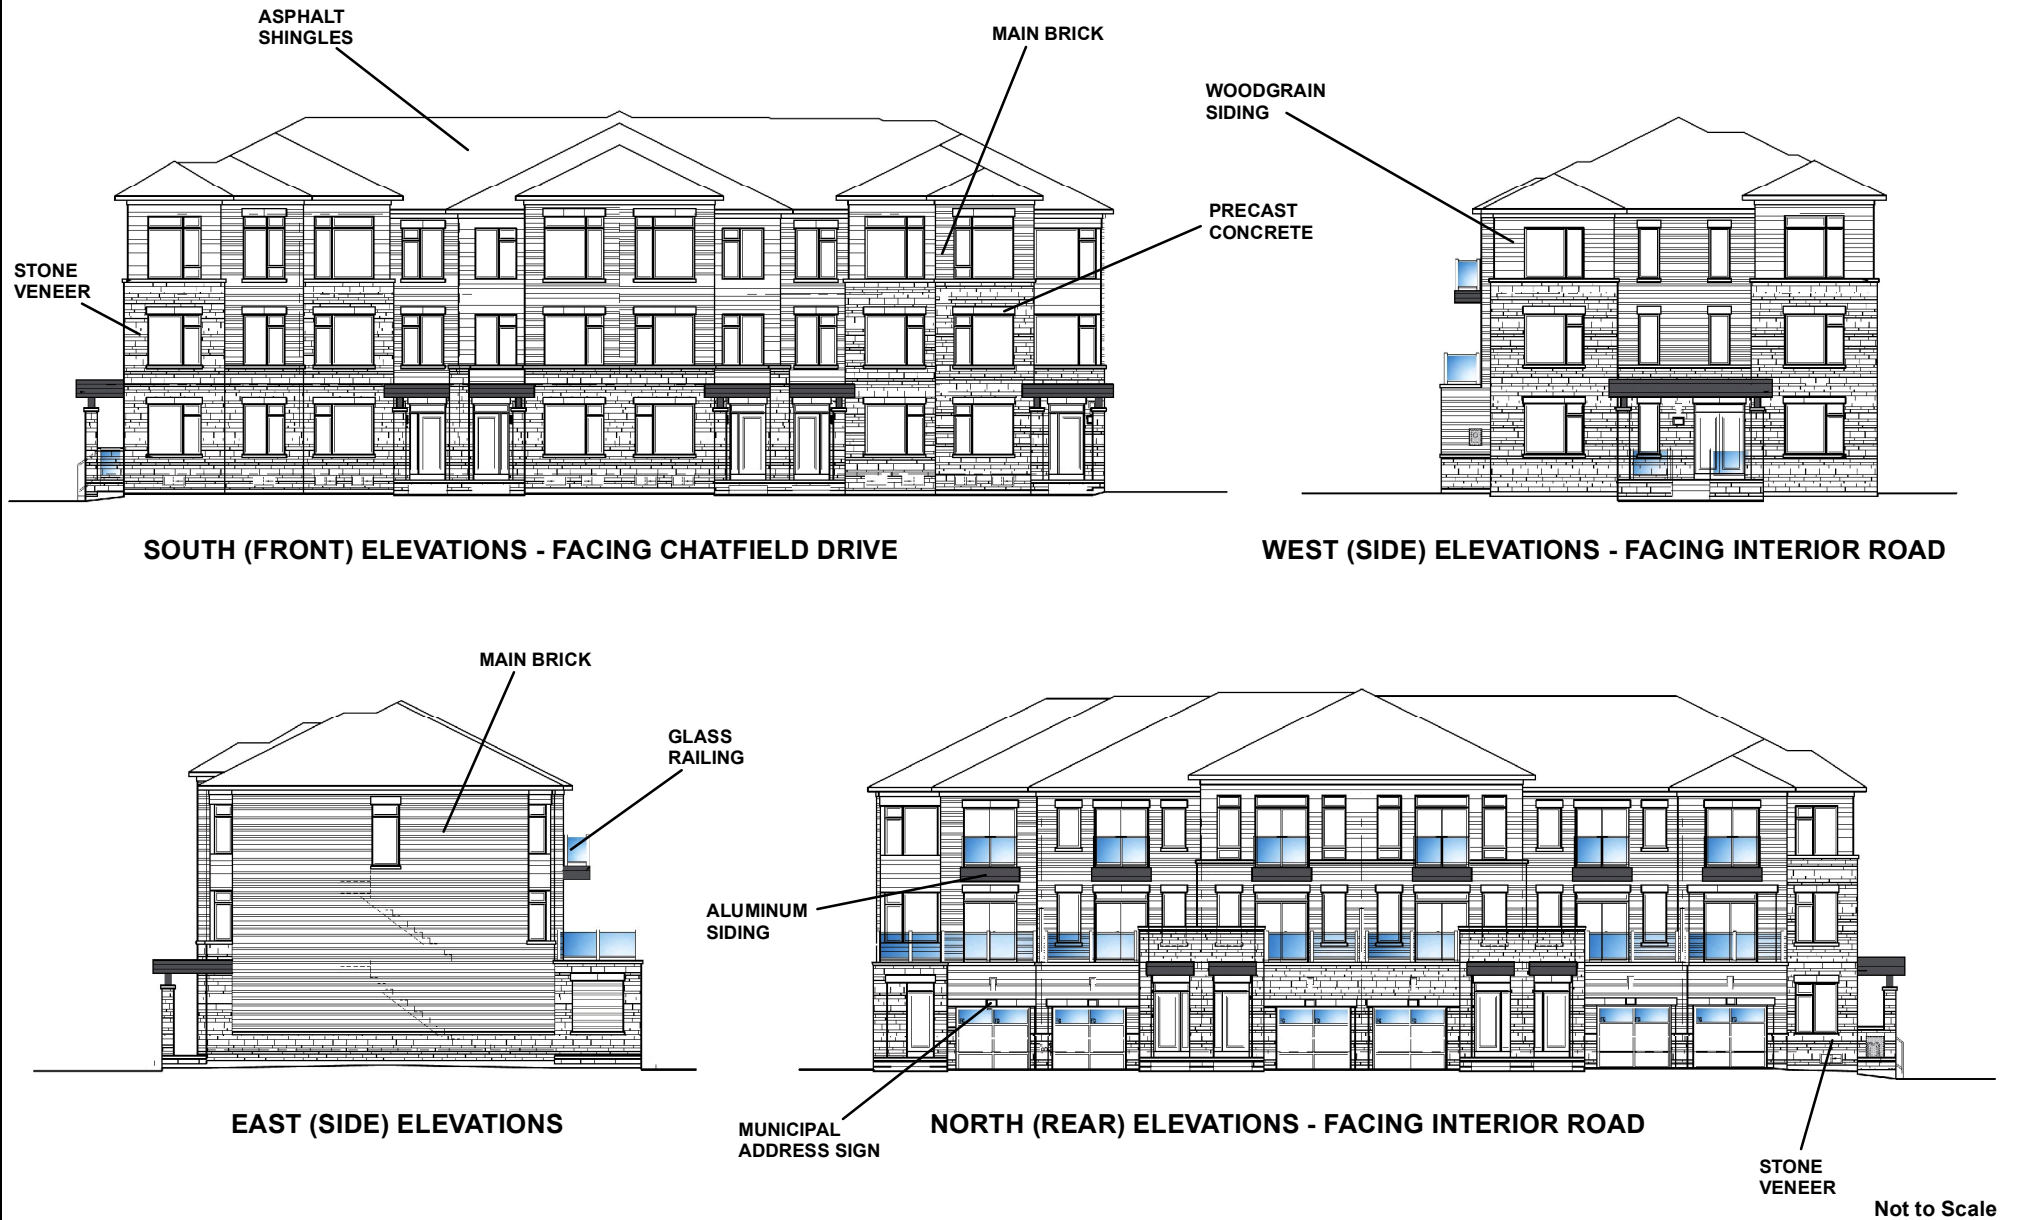 ASPHALT
SHINGLES
MAIN BRICK
WOODGRAIN
SIDING
PRECAST
CONCRETE
STONE
VENEER
SOUTH (FRONT) ELEVATIONS - FACING CHATFIELD DRIVE
WEST (SIDE) ELEVATIONS - FACING INTERIOR ROAD
MAIN BRICK
GLASS
RAILING
ALUMINUM
SIDING
EAST (SIDE) ELEVATIONS
MUNICIPAL
ADDRESS SIGN
NORTH (REAR) ELEVATIONS - FACING INTERIOR ROAD
STONE
VENEER
Not to Scale